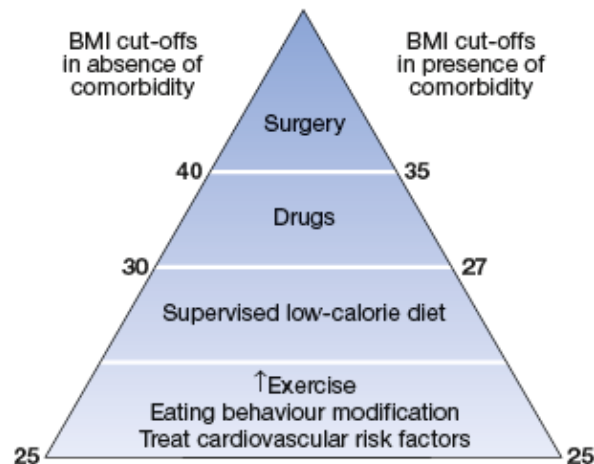 BMI cut-offs
in absence of
comorbidity
BMI cut-offs
in presence of
comorbidity
Surgery
40
35
Drugs
30
27
Supervised low-calorie diet
↑Exercise
Eating behaviour modification
Treat cardiovascular risk factors
25
25